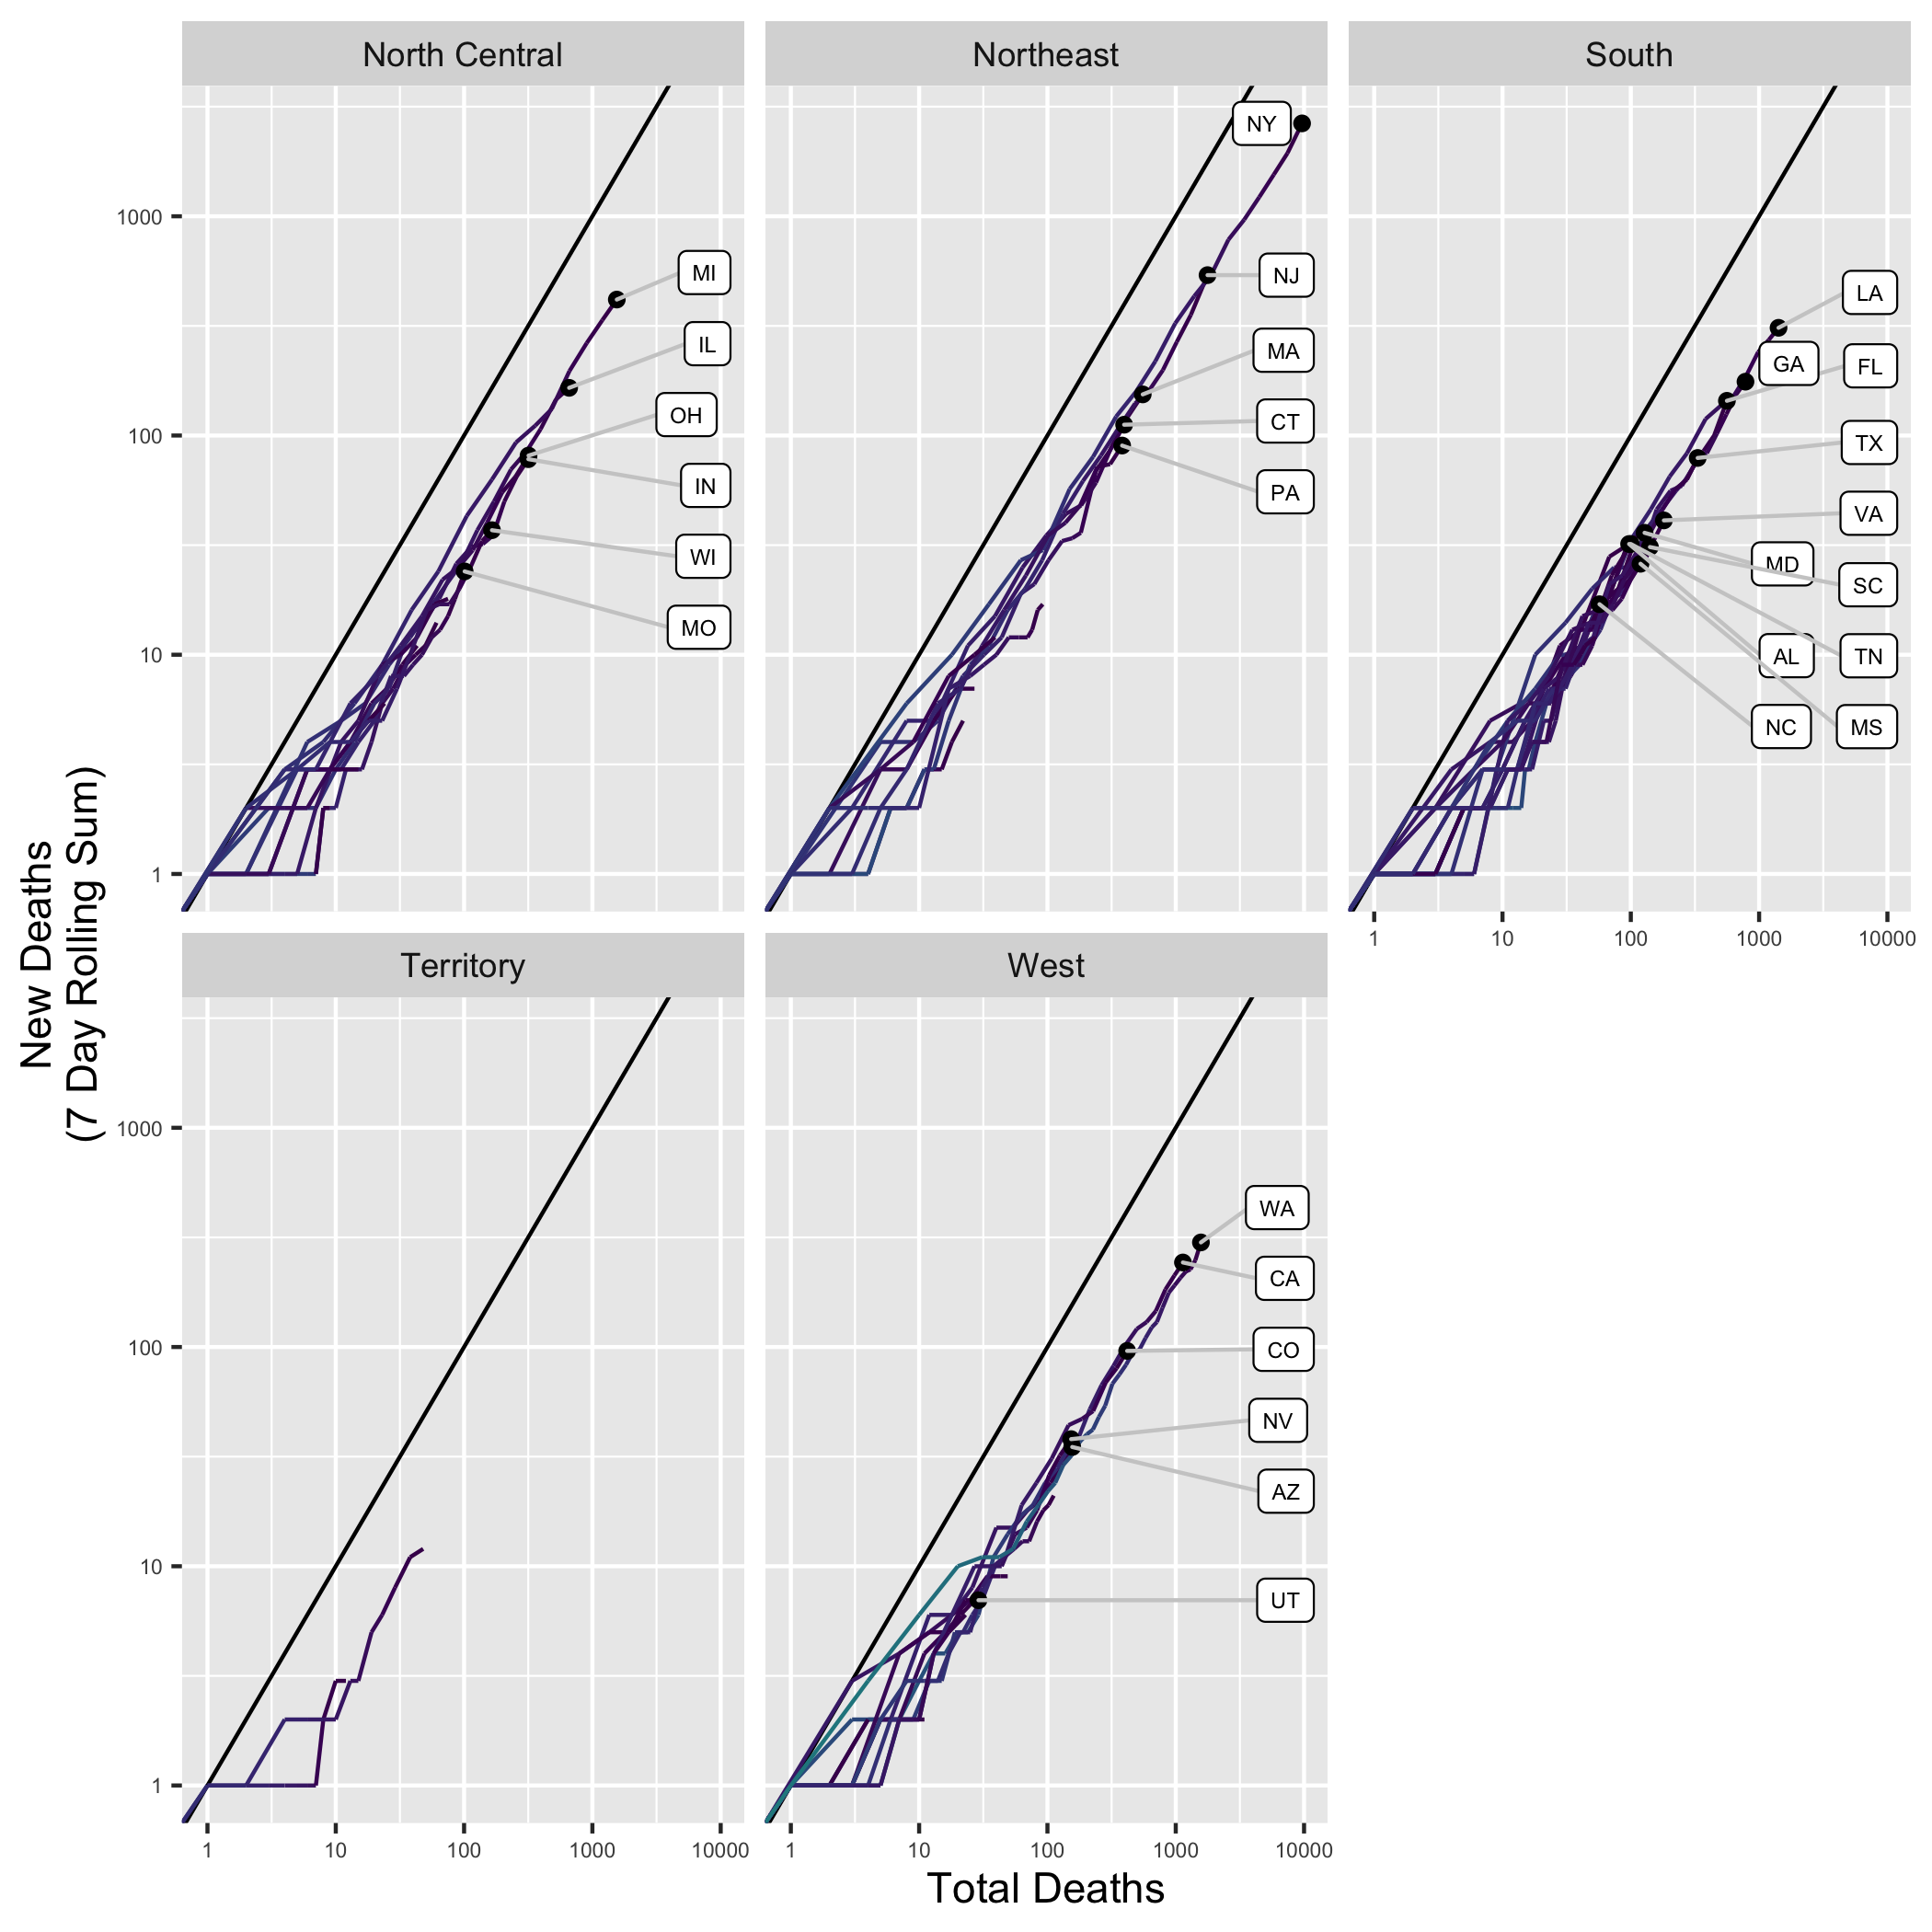 North Central
Northeast
South
NY
1000
MI
NJ
LA
IL
MA
GA
FL
100
OH
CT
TX
IN
PA
VA
WI
MD
SC
MO
10
AL
TN
NC
MS
1
1 10 100 1000 10000
New Deaths
(7 Day Rolling Sum)
Territory
West
1000
WA
CA
100
CO
NV
AZ
10
UT
1
1 10 100 1000 10000
1 10 100 1000 10000
Total Deaths